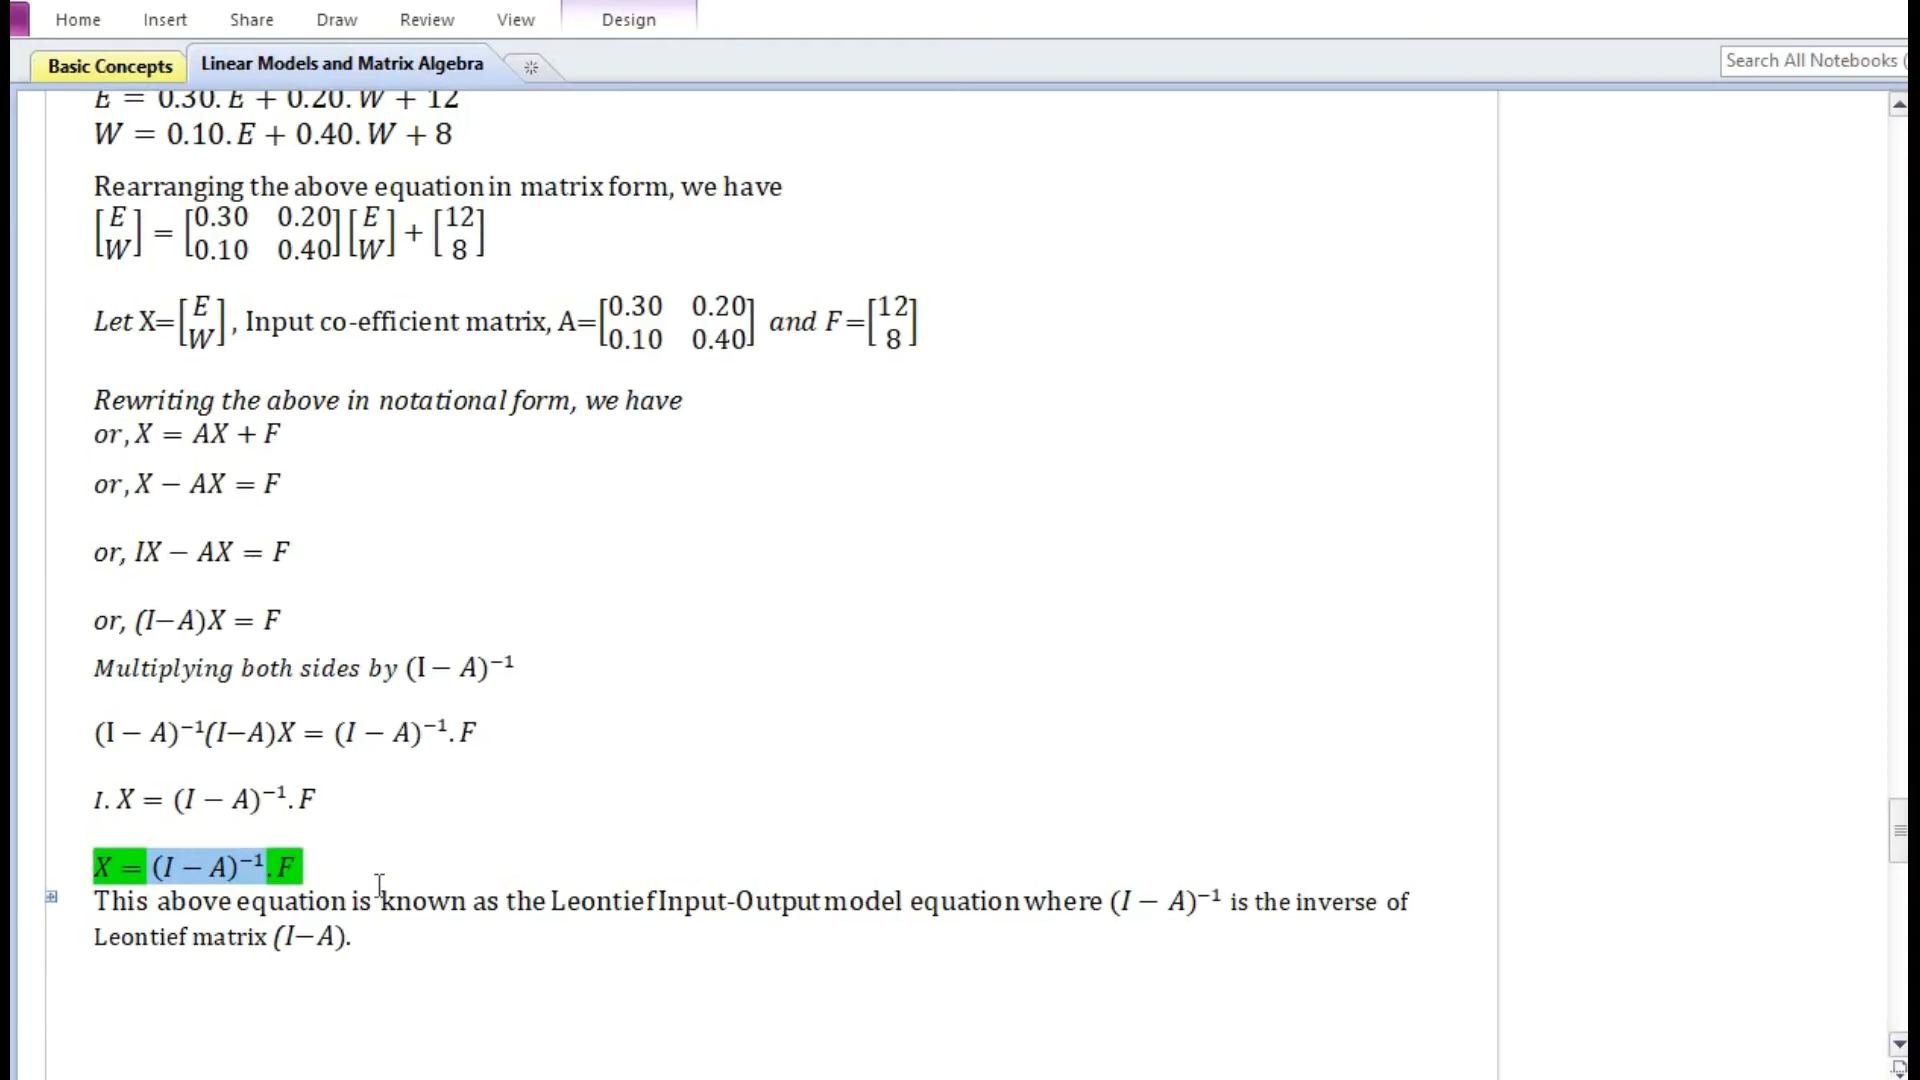 Home Insert Share Draw Review View Design
Basic Concepts Linear Models and Matrix Algebra
Search All Notebooks (
E = 0.30. E + 0.20. W + 12
W = 0.10. E + 0.40. W + 8
Rearranging the above equation in matrix form, we have
[E W] = [0.30 0.20 0.10 0.40] [E W] + [12 8]
Let X=[E W], Input co-efficient matrix, A=[0.30 0.20 0.10 0.40] and F=[12 8]
Rewriting the above in notational form, we have
or, X = AX + F
or, X − AX = F
or, IX − AX = F
or, (I−A)X = F
Multiplying both sides by (I − A)⁻¹
(I − A)⁻¹(I−A)X = (I − A)⁻¹. F
I. X = (I − A)⁻¹. F
X = (I − A)⁻¹. F
This above equation is known as the Leontief Input-Output model equation where (I − A)⁻¹ is the inverse of
Leontief matrix (I−A).